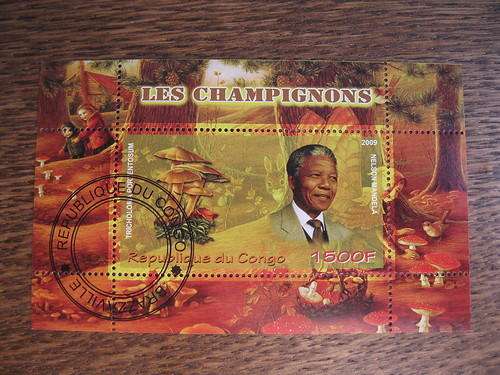 LES CHAMPIGNONS
2009
TRICHOLOMA PORTENTOSUM
NELSON MANDELA
Republique du Congo
1500F
REPUBLIQUE DU CONGO
BRAZZAVILLE